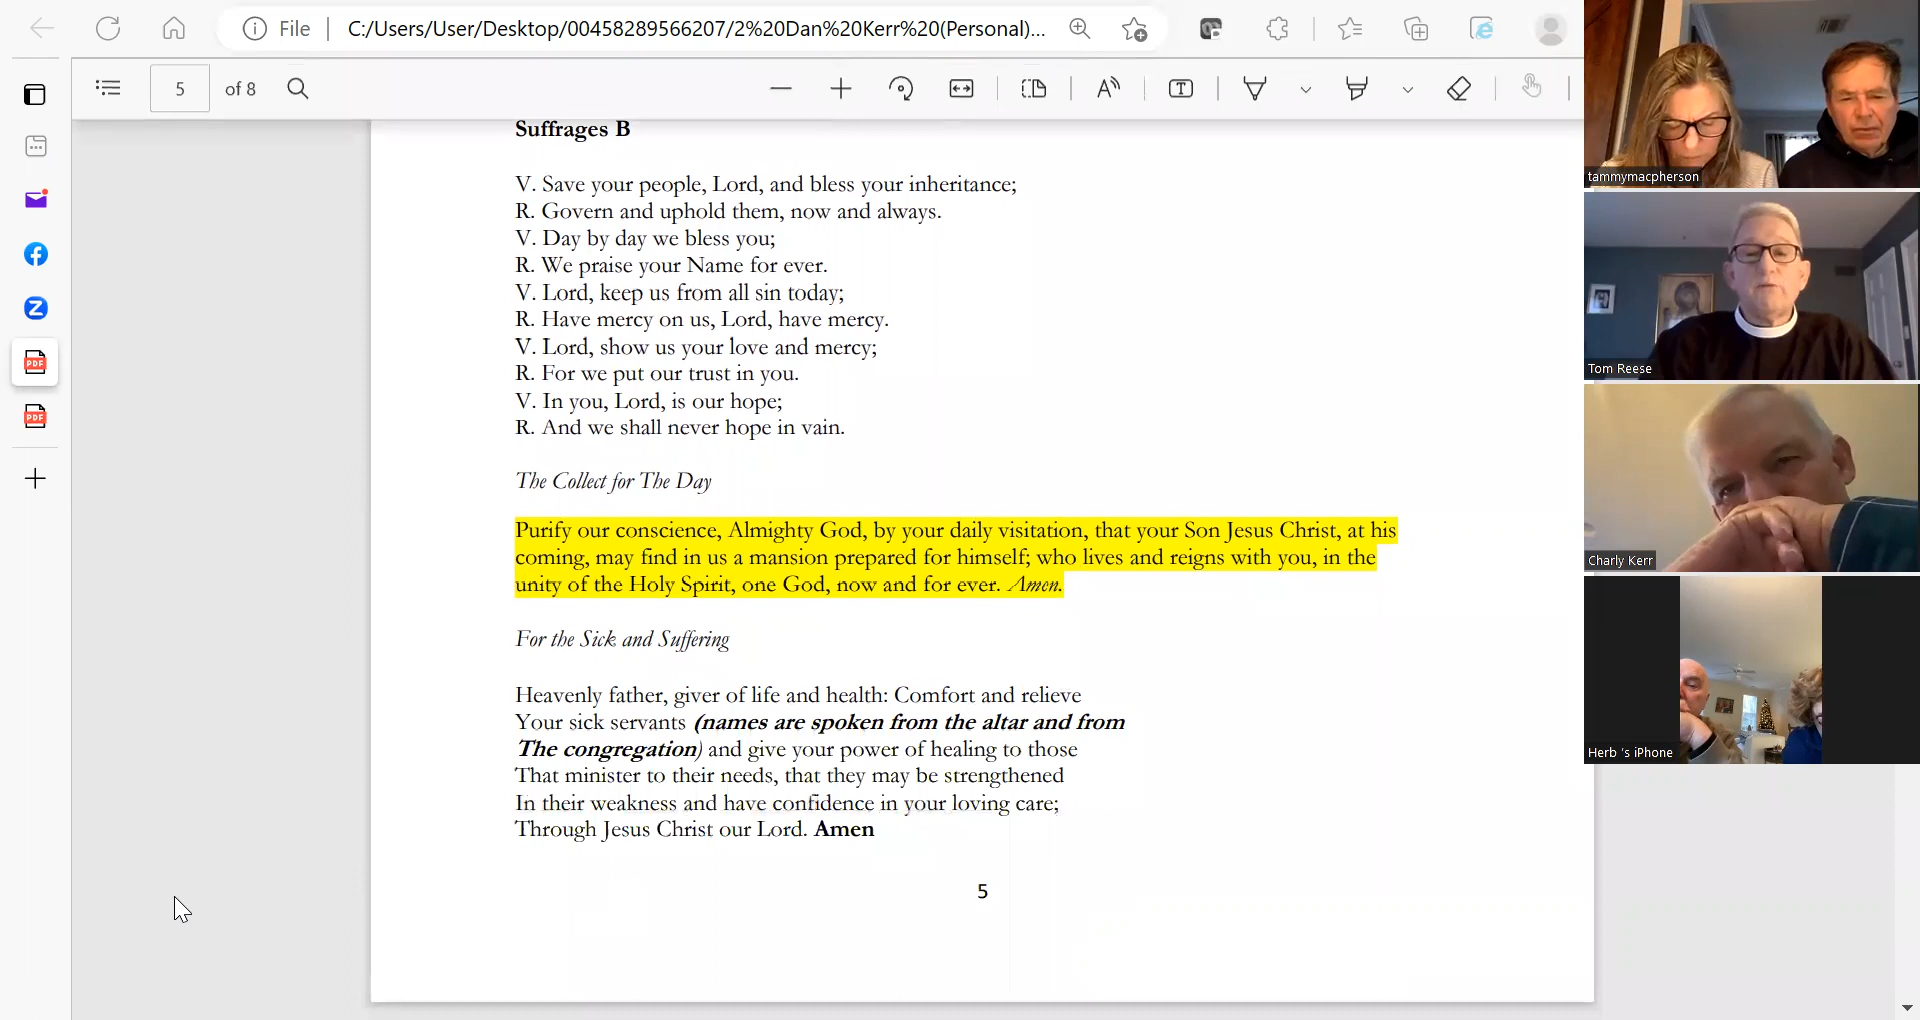 File
C:/Users/User/Desktop/00458289566207/2%20Dan%20Kerr%20(Personal)...
5 of 8
Suffrages B
V. Save your people, Lord, and bless your inheritance;
R. Govern and uphold them, now and always.
V. Day by day we bless you;
R. We praise your Name for ever.
V. Lord, keep us from all sin today;
R. Have mercy on us, Lord, have mercy.
V. Lord, show us your love and mercy;
R. For we put our trust in you.
V. In you, Lord, is our hope;
R. And we shall never hope in vain.
The Collect for The Day
Purify our conscience, Almighty God, by your daily visitation, that your Son Jesus Christ, at his
coming, may find in us a mansion prepared for himself; who lives and reigns with you, in the
unity of the Holy Spirit, one God, now and for ever. Amen.
For the Sick and Suffering
Heavenly father, giver of life and health: Comfort and relieve
Your sick servants (names are spoken from the altar and from
The congregation) and give your power of healing to those
That minister to their needs, that they may be strengthened
In their weakness and have confidence in your loving care;
Through Jesus Christ our Lord. Amen
5
PDF
PDF
tammymacpherson
Tom Reese
Charly Kerr
Herb 's iPhone